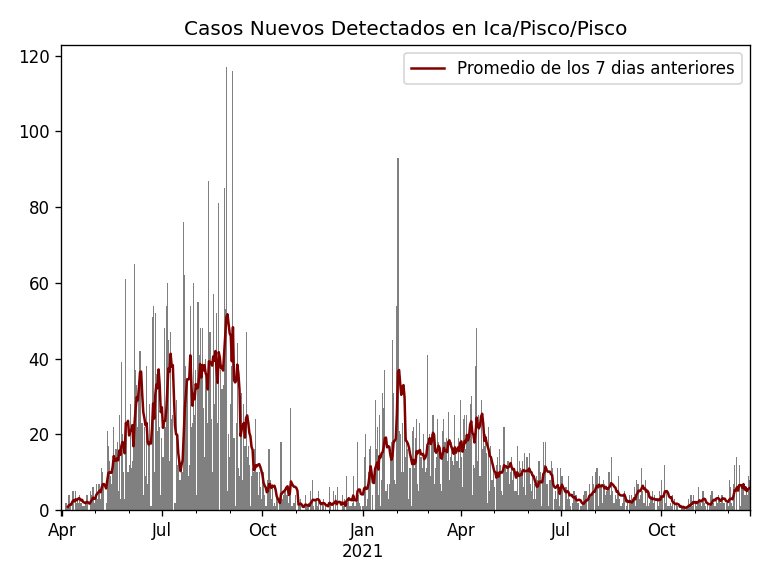 Casos Nuevos Detectados en Ica/Pisco/Pisco
Promedio de los 7 dias anteriores
120
100
80
60
40
20
0
Apr Jul Oct Jan Apr Jul Oct
2021